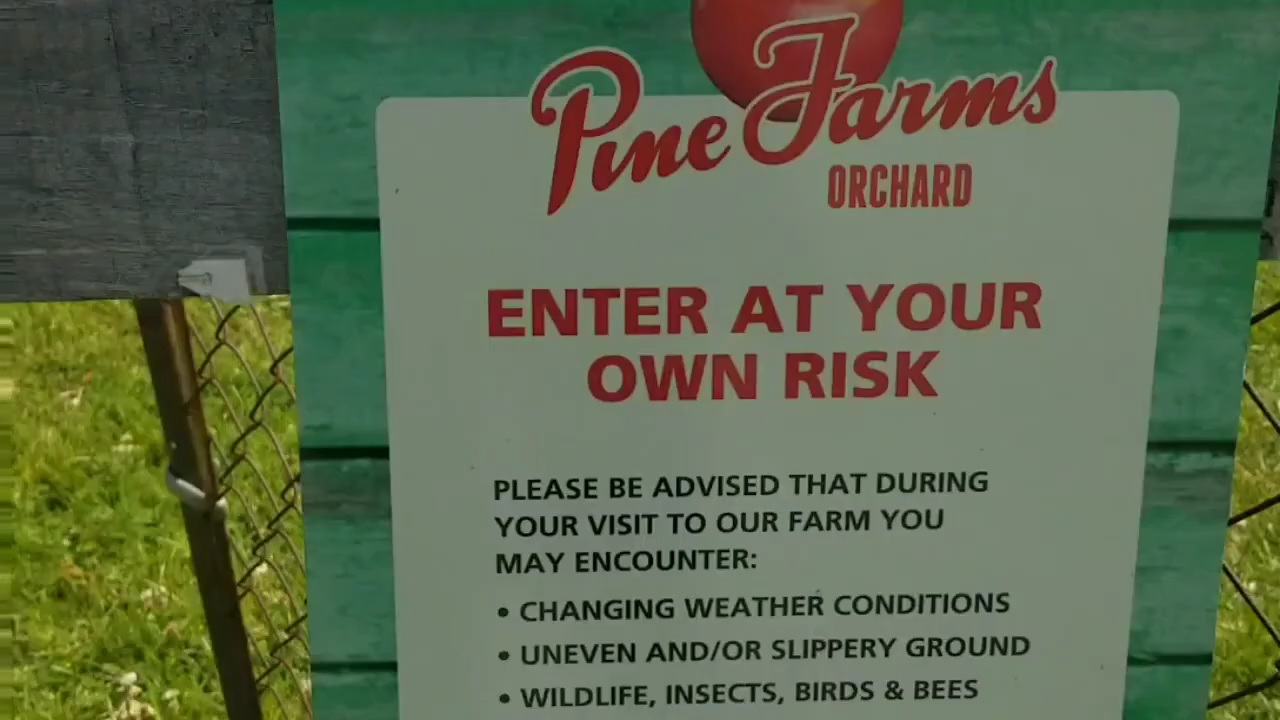 Pine Farms
ORCHARD
ENTER AT YOUR
OWN RISK
PLEASE BE ADVISED THAT DURING
YOUR VISIT TO OUR FARM YOU
MAY ENCOUNTER:
• CHANGING WEATHER CONDITIONS
• UNEVEN AND/OR SLIPPERY GROUND
• WILDLIFE, INSECTS, BIRDS & BEES